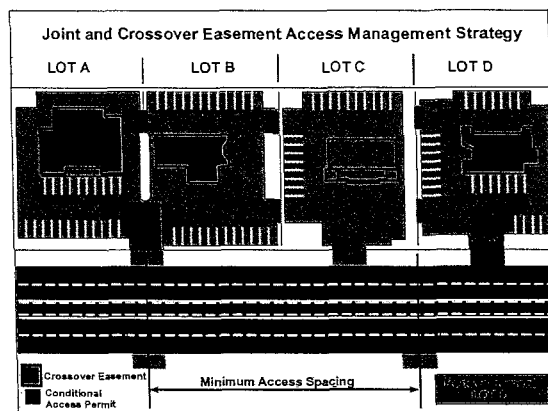 Joint and Crossover Easement Access Management Strategy
LOT A
LOT B
LOT C
LOT D
Crossover Easement
Conditional
Access Permit
Minimum Access Spacing